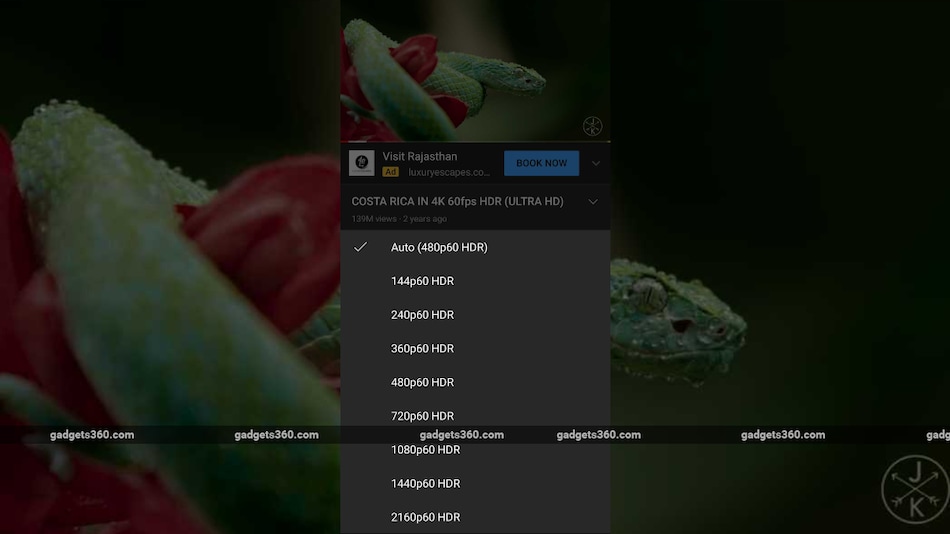 J
K
Visit Rajasthan
BOOK NOW
Ad luxuryescapes.co...
COSTA RICA IN 4K 60fps HDR (ULTRA HD)
139M views · 2 years ago
Auto (480p60 HDR)
144p60 HDR
240p60 HDR
360p60 HDR
480p60 HDR
720p60 HDR
gadgets360.com gadgets360.com gadgets360.com gadgets360.com gadgets360.com gadg
1080p60 HDR
1440p60 HDR
2160p60 HDR
J
K